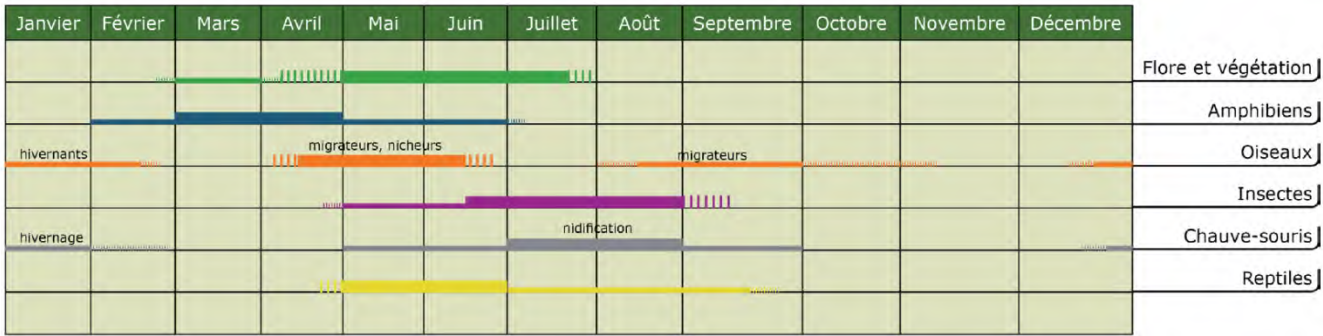 Janvier Février Mars Avril Mai Juin Juillet Août Septembre Octobre Novembre Décembre
Flore et végétation
Amphibiens
hivernants migrateurs, nicheurs migrateurs Oiseaux
Insectes
hivernage nidification Chauve-souris
Reptiles